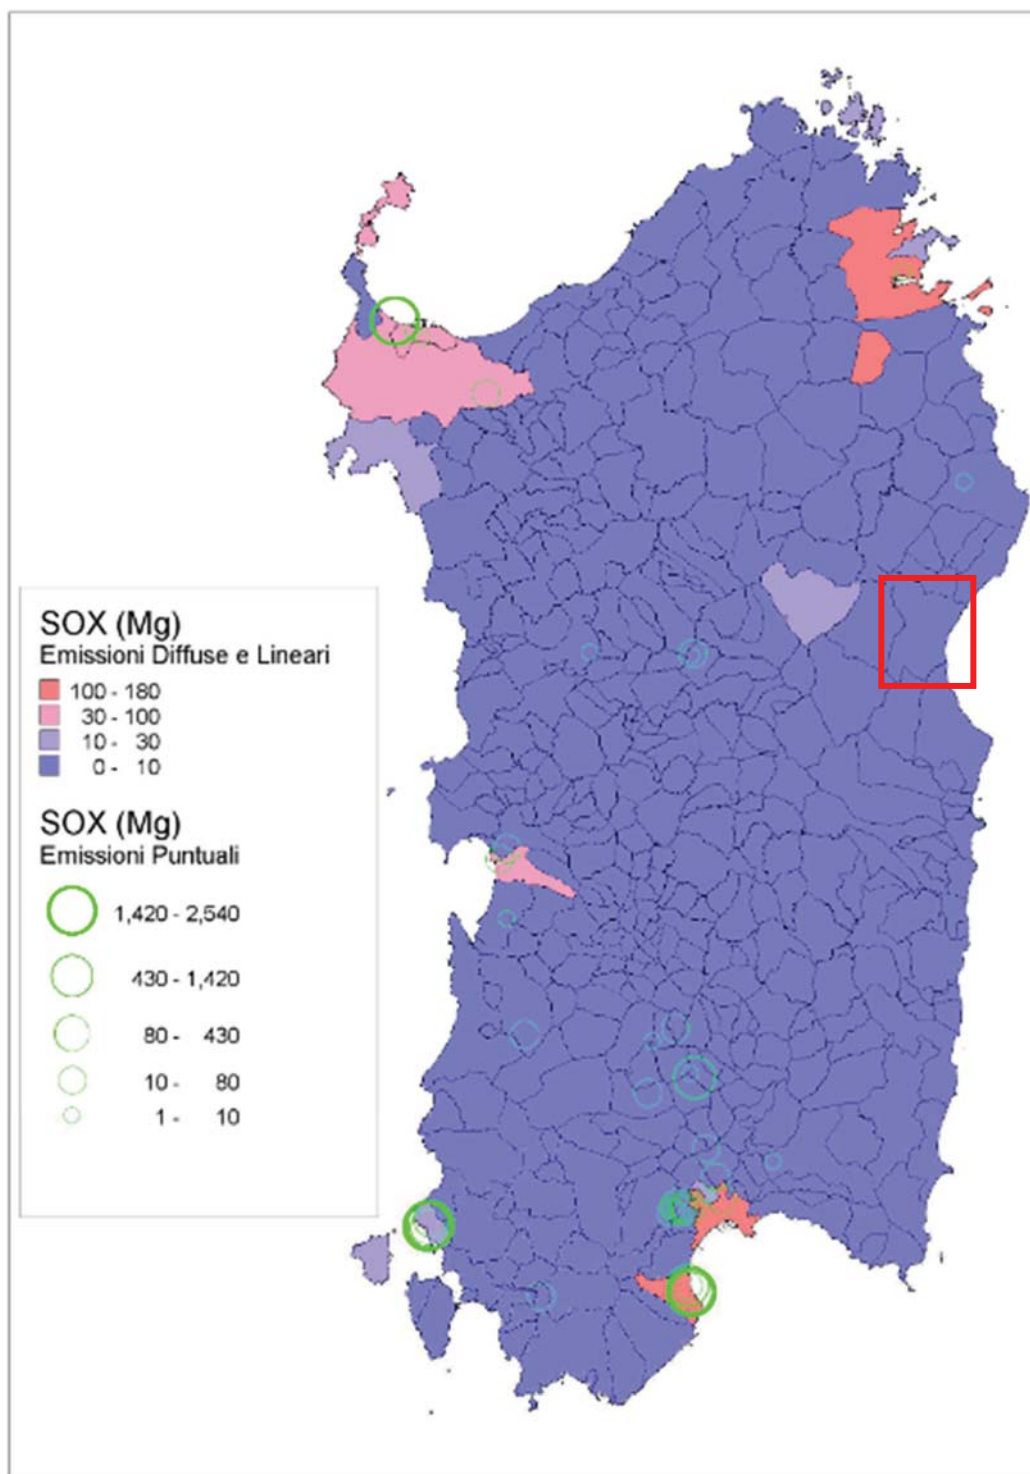 SOX (Mg)
Emissioni Diffuse e Lineari
100 - 180
30 - 100
10 - 30
0 - 10
SOX (Mg)
Emissioni Puntuali
1,420 - 2,540
430 - 1,420
80 - 430
10 - 80
1 - 10